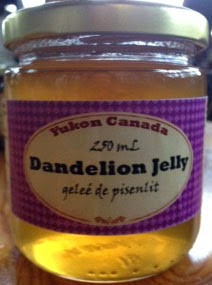 Yukon Canada
250 mL
Dandelion Jelly
geleé de pisenlit